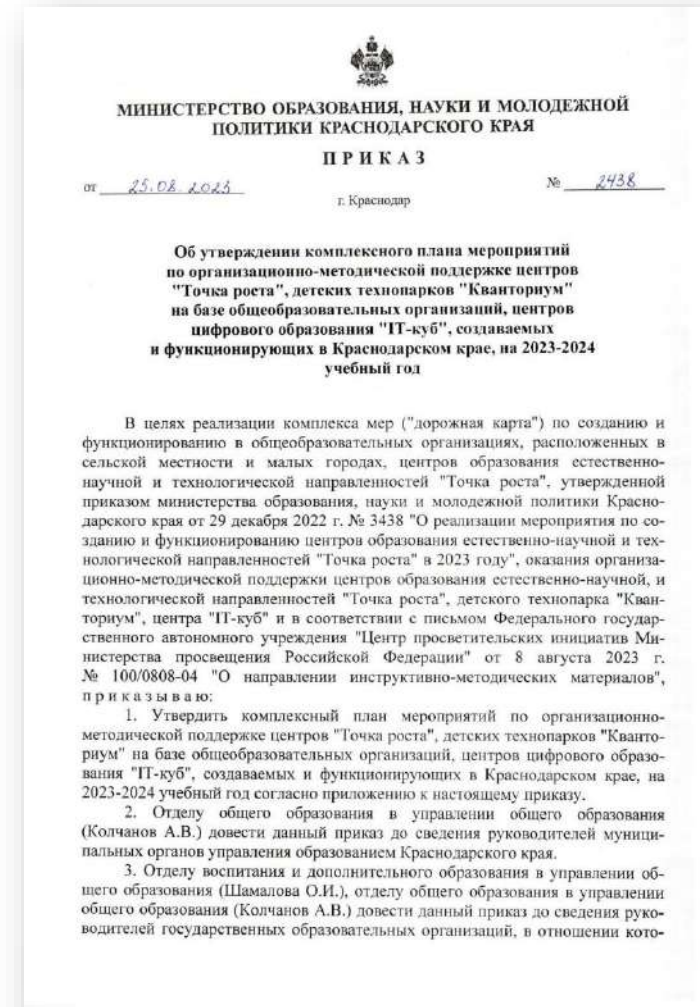 МИНИСТЕРСТВО ОБРАЗОВАНИЯ, НАУКИ И МОЛОДЕЖНОЙ
ПОЛИТИКИ КРАСНОДАРСКОГО КРАЯ
ПРИКАЗ
от 25.08.2023 № 2438
г. Краснодар
Об утверждении комплексного плана мероприятий
по организационно-методической поддержке центров
"Точка роста", детских технопарков "Кванториум"
на базе общеобразовательных организаций, центров
цифрового образования "IT-куб", создаваемых
и функционирующих в Краснодарском крае, на 2023-2024
учебный год
В целях реализации комплекса мер ("дорожная карта") по созданию и
функционированию в общеобразовательных организациях, расположенных в
сельской местности и малых городах, центров образования естественно-
научной и технологической направленностей "Точка роста", утвержденной
приказом министерства образования, науки и молодежной политики Красно-
дарского края от 29 декабря 2022 г. № 3438 "О реализации мероприятия по со-
зданию и функционированию центров образования естественно-научной и тех-
нологической направленностей "Точка роста" в 2023 году", оказания организа-
ционно-методической поддержки центров образования естественно-научной, и
технологической направленностей "Точка роста", детского технопарка "Кван-
ториум", центра "IT-куб" и в соответствии с письмом Федерального государ-
ственного автономного учреждения "Центр просветительских инициатив Ми-
нистерства просвещения Российской Федерации" от 8 августа 2023 г.
№ 100/0808-04 "О направлении инструктивно-методических материалов",
приказываю:
1. Утвердить комплексный план мероприятий по организационно-
методической поддержке центров "Точка роста", детских технопарков "Кванто-
риум" на базе общеобразовательных организаций, центров цифрового образо-
вания "IT-куб", создаваемых и функционирующих в Краснодарском крае, на
2023-2024 учебный год согласно приложению к настоящему приказу.
2. Отделу общего образования в управлении общего образования
(Колчанов А.В.) довести данный приказ до сведения руководителей муници-
пальных органов управления образованием Краснодарского края.
3. Отделу воспитания и дополнительного образования в управлении об-
щего образования (Шамалова О.И.), отделу общего образования в управлении
общего образования (Колчанов А.В.) довести данный приказ до сведения руко-
водителей государственных образовательных организаций, в отношении кото-